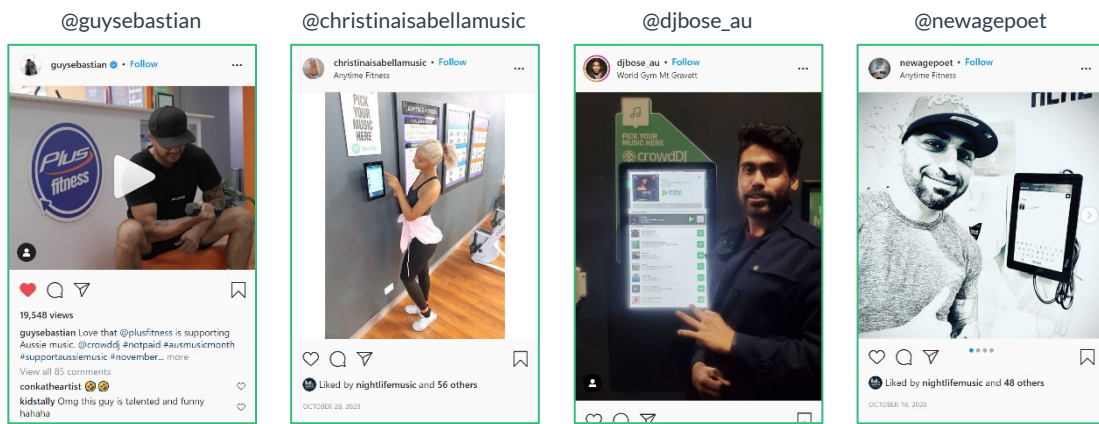 @guysebastian
guysebastian • Follow
Plus
fitness
19,548 views
guysebastian Love that @plusfitness is supporting
Aussie music. @crowddj #notpaid #ausmusicmonth
#supportaussiemusic #november... more
View all 85 comments
conkatheartist 🤣🤣
kidstally Omg this guy is talented and funny
hahaha
@christinaisabellamusic
christinaisabellamusic • Follow
Anytime Fitness
PICK
YOUR
MUSIC
HERE
Liked by nightlifemusic and 56 others
OCTOBER 28, 2020
@djbose_au
djbose_au • Follow
World Gym Mt Gravatt
PICK YOUR
MUSIC HERE
crowdDJ
@newagepoet
newagepoet • Follow
Anytime Fitness
Liked by nightlifemusic and 48 others
OCTOBER 16, 2020